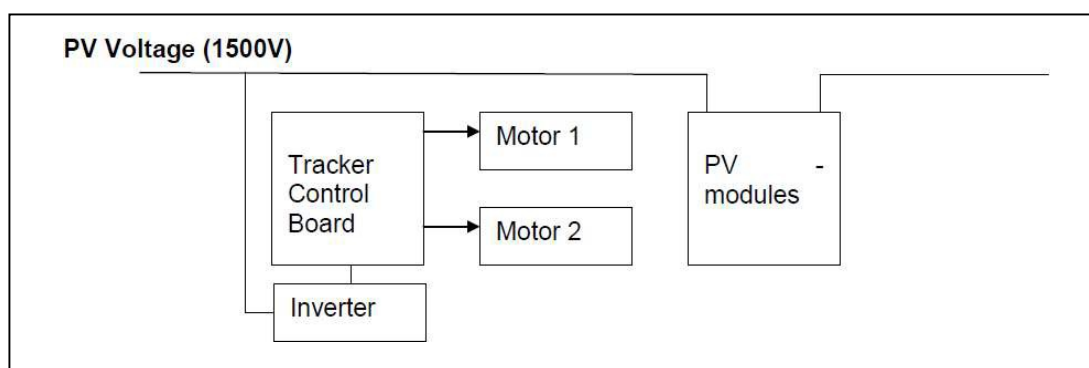 PV Voltage (1500V)
Tracker
Control
Board
Motor 1
Motor 2
Inverter
PV -
modules